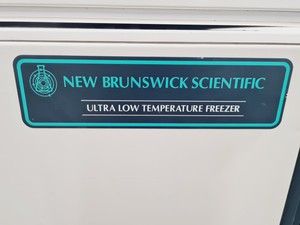 NEW BRUNSWICK SCIENTIFIC
ULTRA LOW TEMPERATURE FREEZER